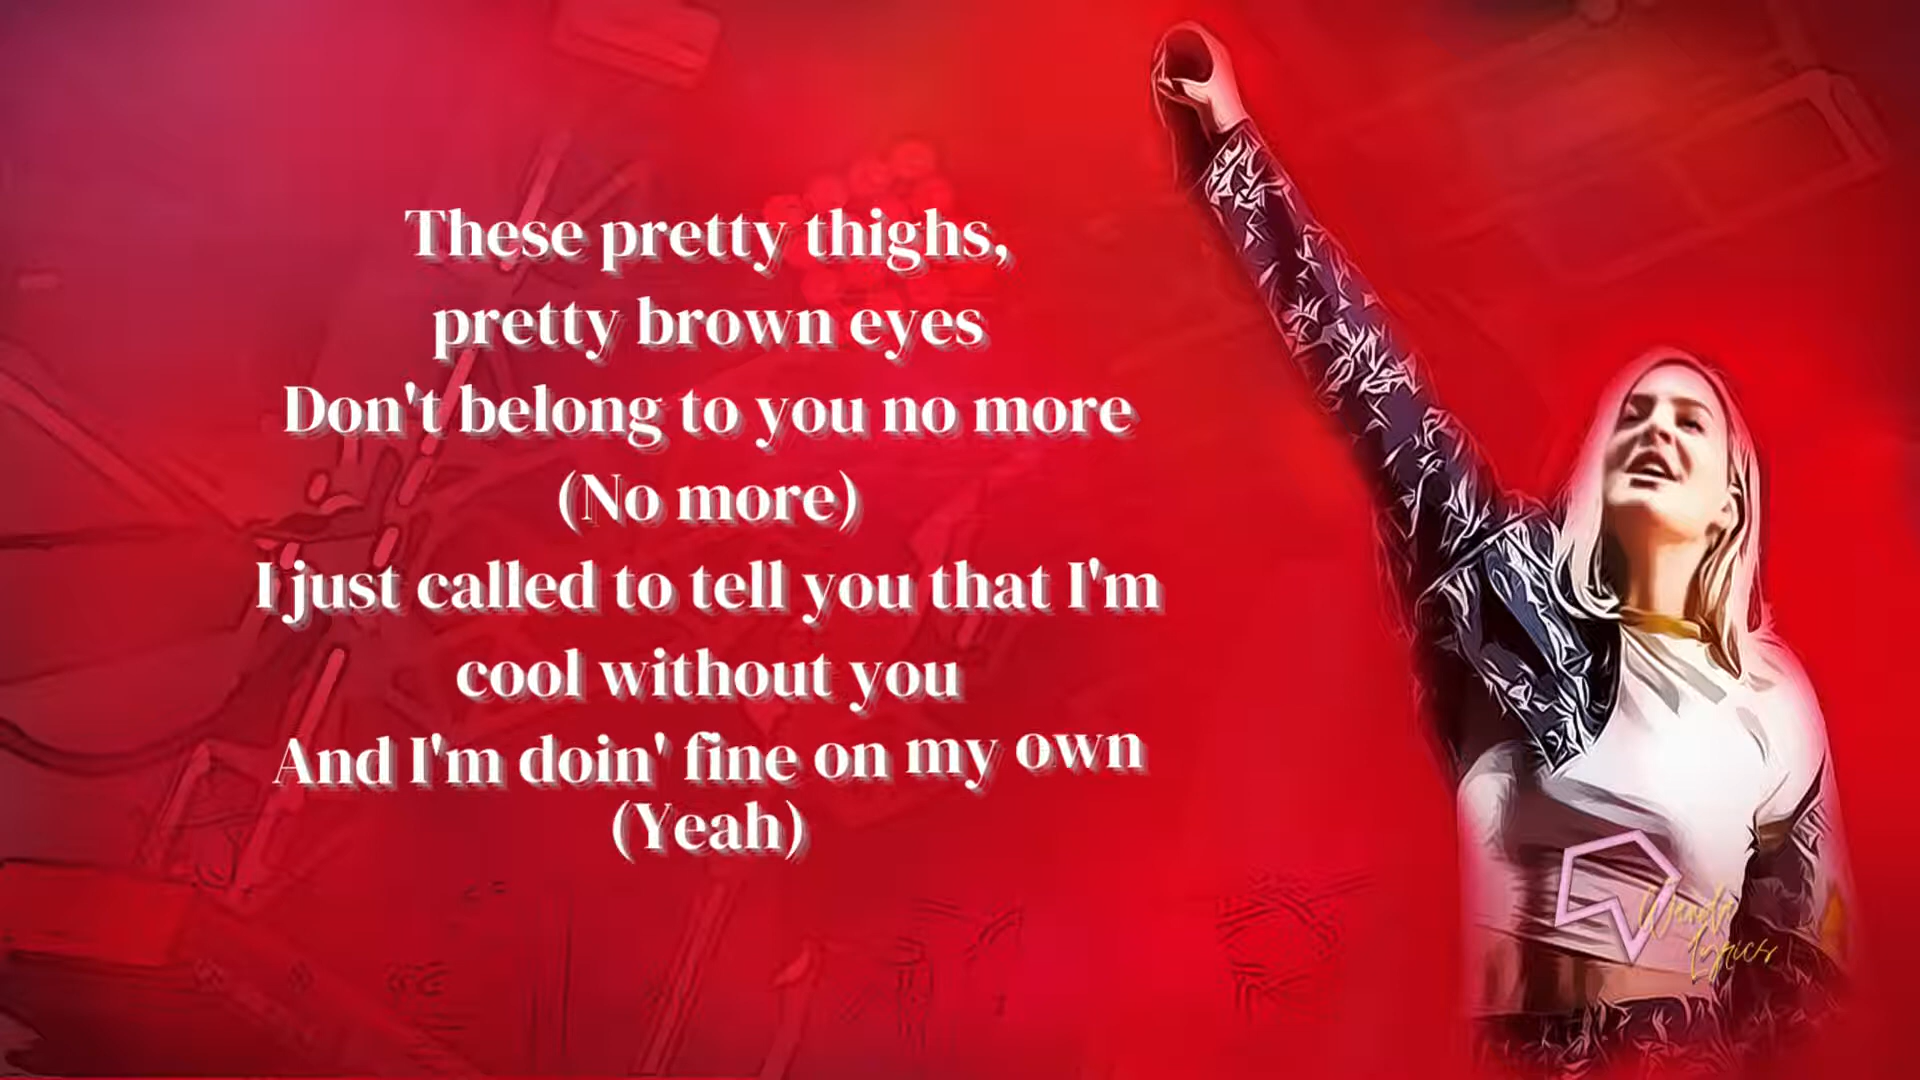 These pretty thighs,
pretty brown eyes
Don't belong to you no more
(No more)
I just called to tell you that I'm
cool without you
And I'm doin' fine on my own
(Yeah)
Lyrics